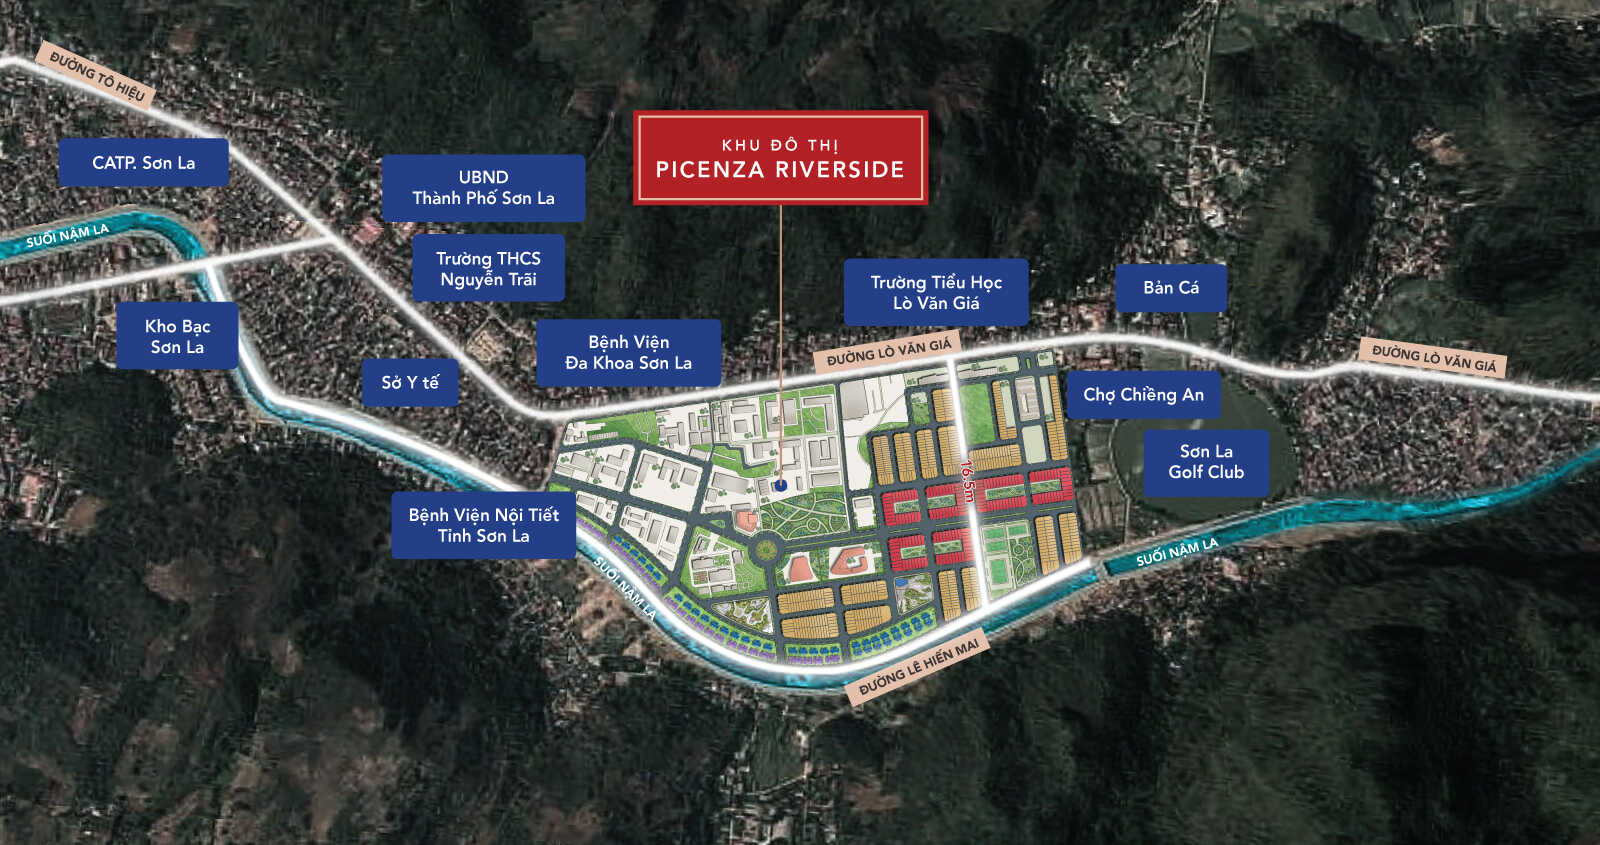 ĐƯỜNG TÔ HIỆU
CATP. Sơn La
SUỐI NẬM LA
Kho Bạc
Sơn La
UBND
Thành Phố Sơn La
Trường THCS
Nguyễn Trãi
Sở Y tế
Bệnh Viện
Đa Khoa Sơn La
KHU ĐÔ THỊ
PICENZA RIVERSIDE
Trường Tiểu Học
Lò Văn Giá
Bản Cá
ĐƯỜNG LÒ VĂN GIÁ
ĐƯỜNG LÒ VĂN GIÁ
Chợ Chiềng An
Sơn La
Golf Club
16.5m
Bệnh Viện Nội Tiết
Tỉnh Sơn La
SUỐI NẬM LA
SUỐI NẬM LA
ĐƯỜNG LÊ HIẾN MAI